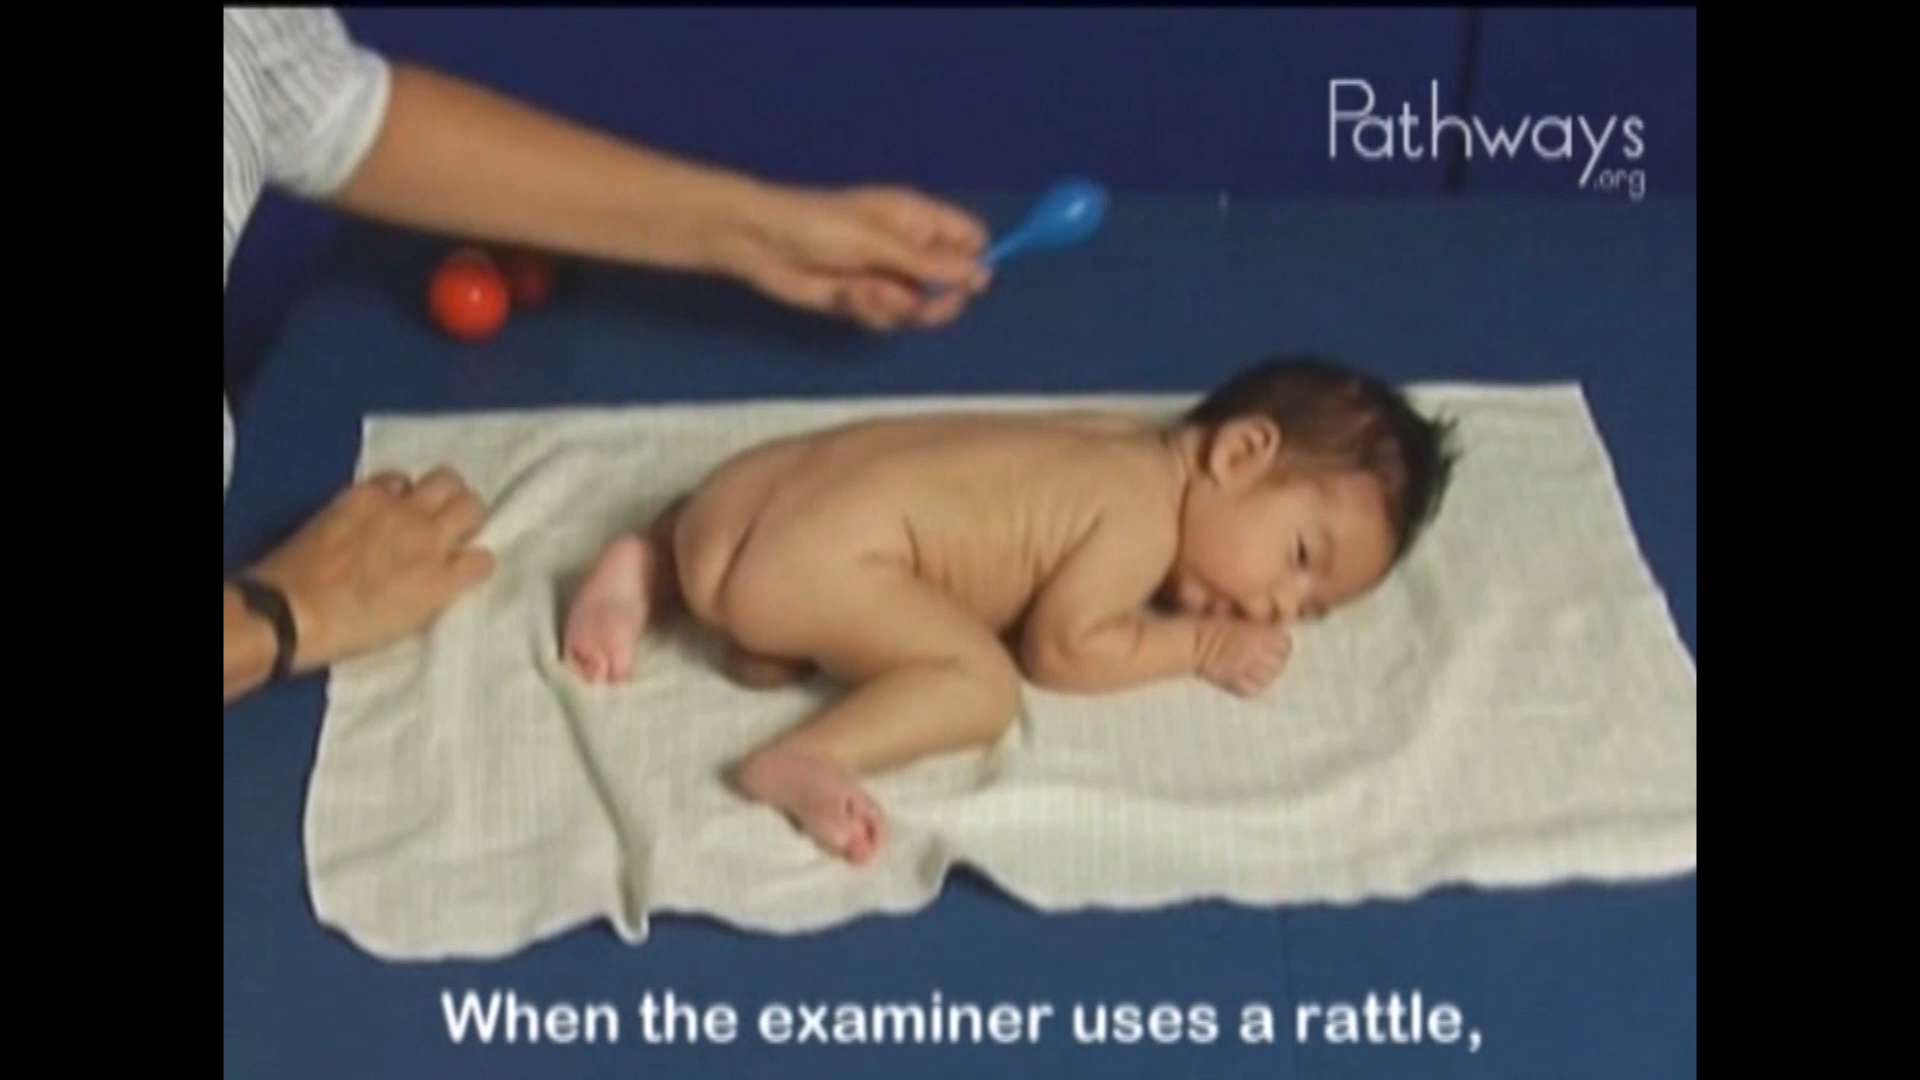 Pathways
.org
When the examiner uses a rattle,